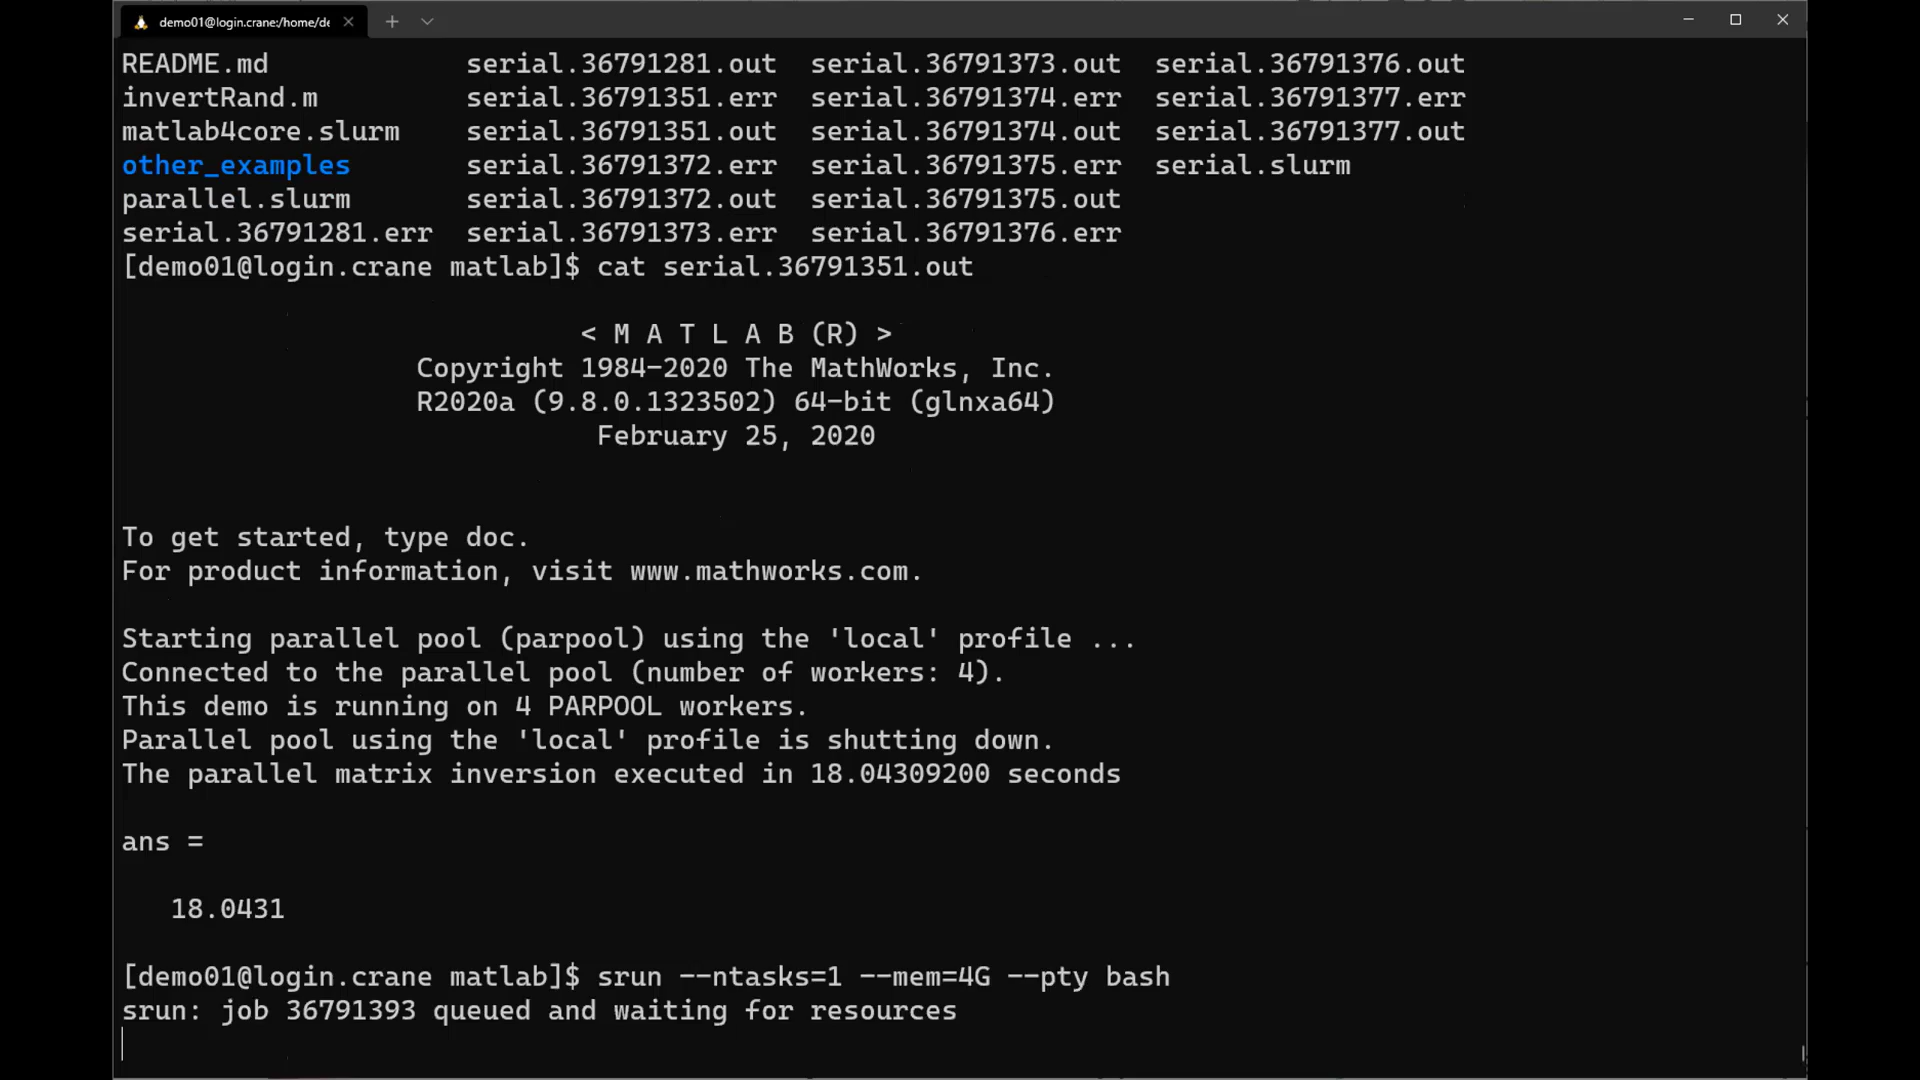 demo01@login.crane:/home/de
README.md serial.36791281.out serial.36791373.out serial.36791376.out
invertRand.m serial.36791351.err serial.36791374.err serial.36791377.err
matlab4core.slurm serial.36791351.out serial.36791374.out serial.36791377.out
other_examples serial.36791372.err serial.36791375.err serial.slurm
parallel.slurm serial.36791372.out serial.36791375.out
serial.36791281.err serial.36791373.err serial.36791376.err
[demo01@login.crane matlab]$ cat serial.36791351.out
< M A T L A B (R) >
Copyright 1984-2020 The MathWorks, Inc.
R2020a (9.8.0.1323502) 64-bit (glnxa64)
February 25, 2020
To get started, type doc.
For product information, visit www.mathworks.com.
Starting parallel pool (parpool) using the 'local' profile ...
Connected to the parallel pool (number of workers: 4).
This demo is running on 4 PARPOOL workers.
Parallel pool using the 'local' profile is shutting down.
The parallel matrix inversion executed in 18.04309200 seconds
ans =
18.0431
[demo01@login.crane matlab]$ srun --ntasks=1 --mem=4G --pty bash
srun: job 36791393 queued and waiting for resources